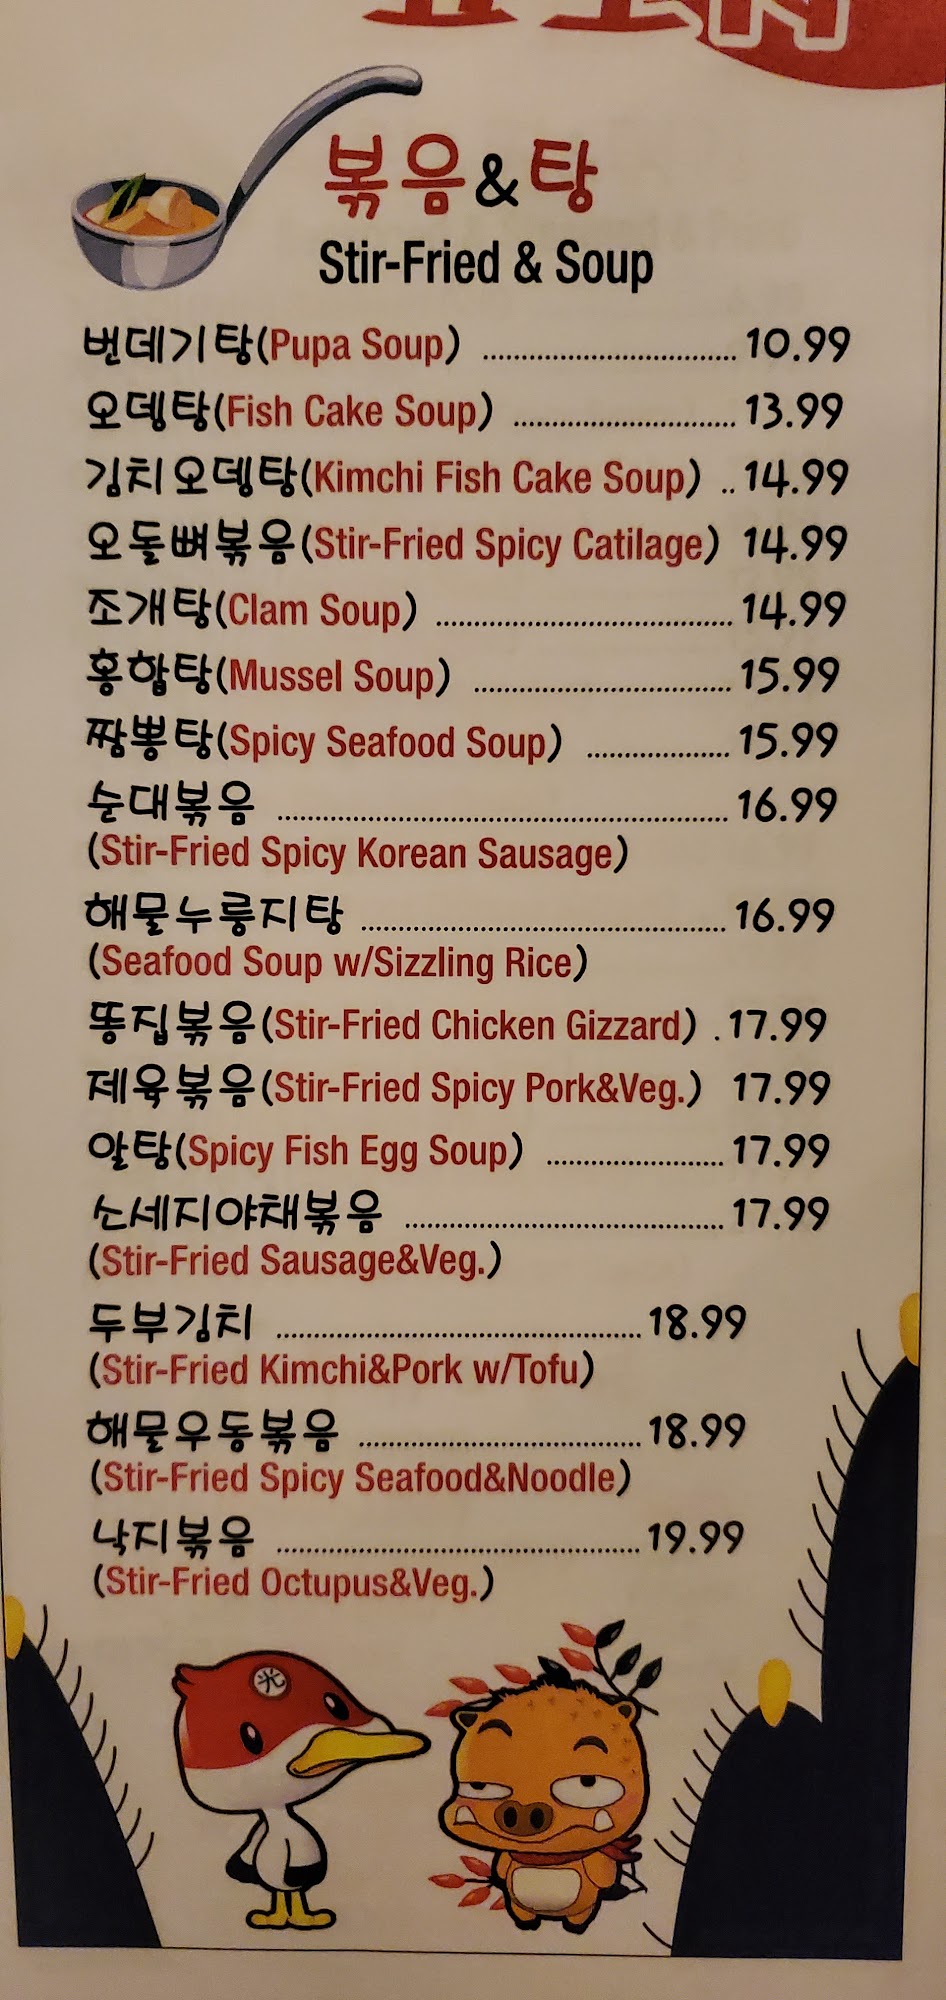 볶음&탕
Stir-Fried & Soup
번데기탕(Pupa Soup) .......... 10.99
오뎅탕(Fish Cake Soup) .......... 13.99
김치오뎅탕(Kimchi Fish Cake Soup) .. 14.99
오돌뼈볶음(Stir-Fried Spicy Catilage) 14.99
조개탕(Clam Soup) .......... 14.99
홍합탕(Mussel Soup) .......... 15.99
짬뽕탕(Spicy Seafood Soup) .......... 15.99
순대볶음 .......... 16.99
(Stir-Fried Spicy Korean Sausage)
해물누룽지탕 .......... 16.99
(Seafood Soup w/Sizzling Rice)
똥집볶음(Stir-Fried Chicken Gizzard) . 17.99
제육볶음(Stir-Fried Spicy Pork&Veg.) 17.99
알탕(Spicy Fish Egg Soup) .......... 17.99
소세지야채볶음 .......... 17.99
(Stir-Fried Sausage&Veg.)
두부김치 .......... 18.99
(Stir-Fried Kimchi&Pork w/Tofu)
해물우동볶음 .......... 18.99
(Stir-Fried Spicy Seafood&Noodle)
낙지볶음 .......... 19.99
(Stir-Fried Octupus&Veg.)
光